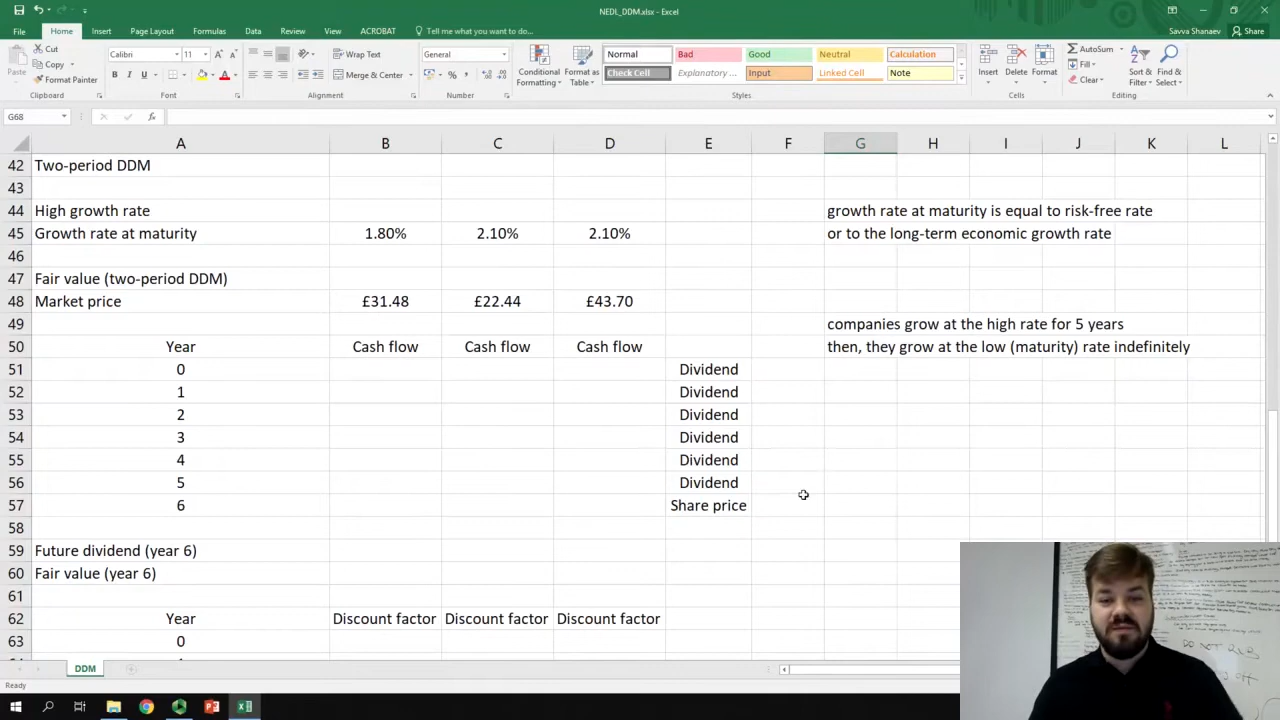 NEDL_DDM.xlsx - Excel
File Home Insert Page Layout Formulas Data Review View ACROBAT Tell me what you want to do... Savva Shanaev Share
Cut
Copy
Format Painter
Paste
Clipboard
Calibri 11
B I U
Font
Wrap Text
Merge & Center
Alignment
General
Number
Conditional Formatting
Format as Table
Normal Bad Good Neutral Calculation
Check Cell Explanatory ... Input Linked Cell Note
Styles
Insert Delete Format
Cells
AutoSum
Fill
Clear
Sort & Filter
Find & Select
Editing
G68 fx
A B C D E F G H I J K L
42 Two-period DDM
43
44 High growth rate growth rate at maturity is equal to risk-free rate
45 Growth rate at maturity 1.80% 2.10% 2.10% or to the long-term economic growth rate
46
47 Fair value (two-period DDM)
48 Market price £31.48 £22.44 £43.70
49 companies grow at the high rate for 5 years
50 Year Cash flow Cash flow Cash flow then, they grow at the low (maturity) rate indefinitely
51 0 Dividend
52 1 Dividend
53 2 Dividend
54 3 Dividend
55 4 Dividend
56 5 Dividend
57 6 Share price
58
59 Future dividend (year 6)
60 Fair value (year 6)
61
62 Year Discount factor Discount factor Discount factor
63 0
DDM
Ready
DO NOT RUB
OFF